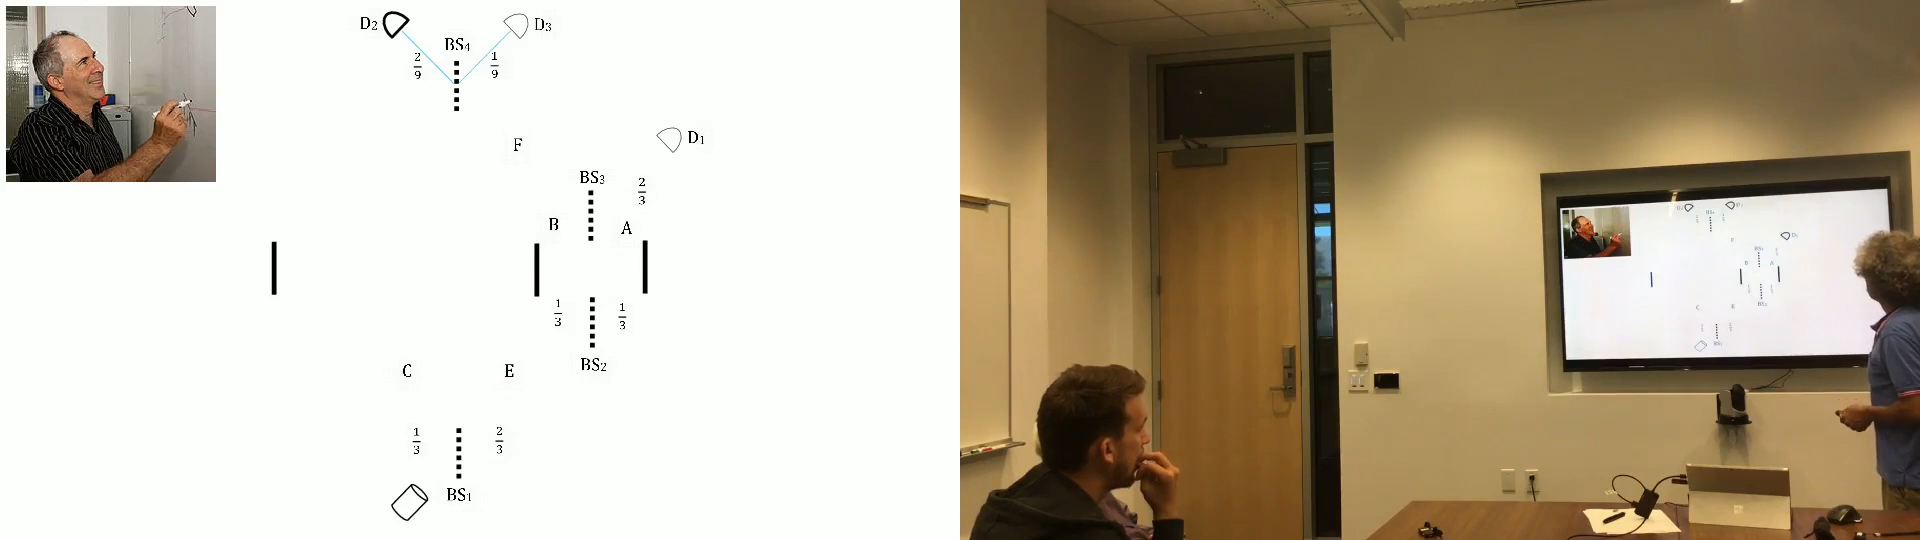 D2
D3
BS4
2/9
1/9
D1
F
BS3
2/3
B
A
1/3
1/3
BS2
C
E
1/3
2/3
BS1